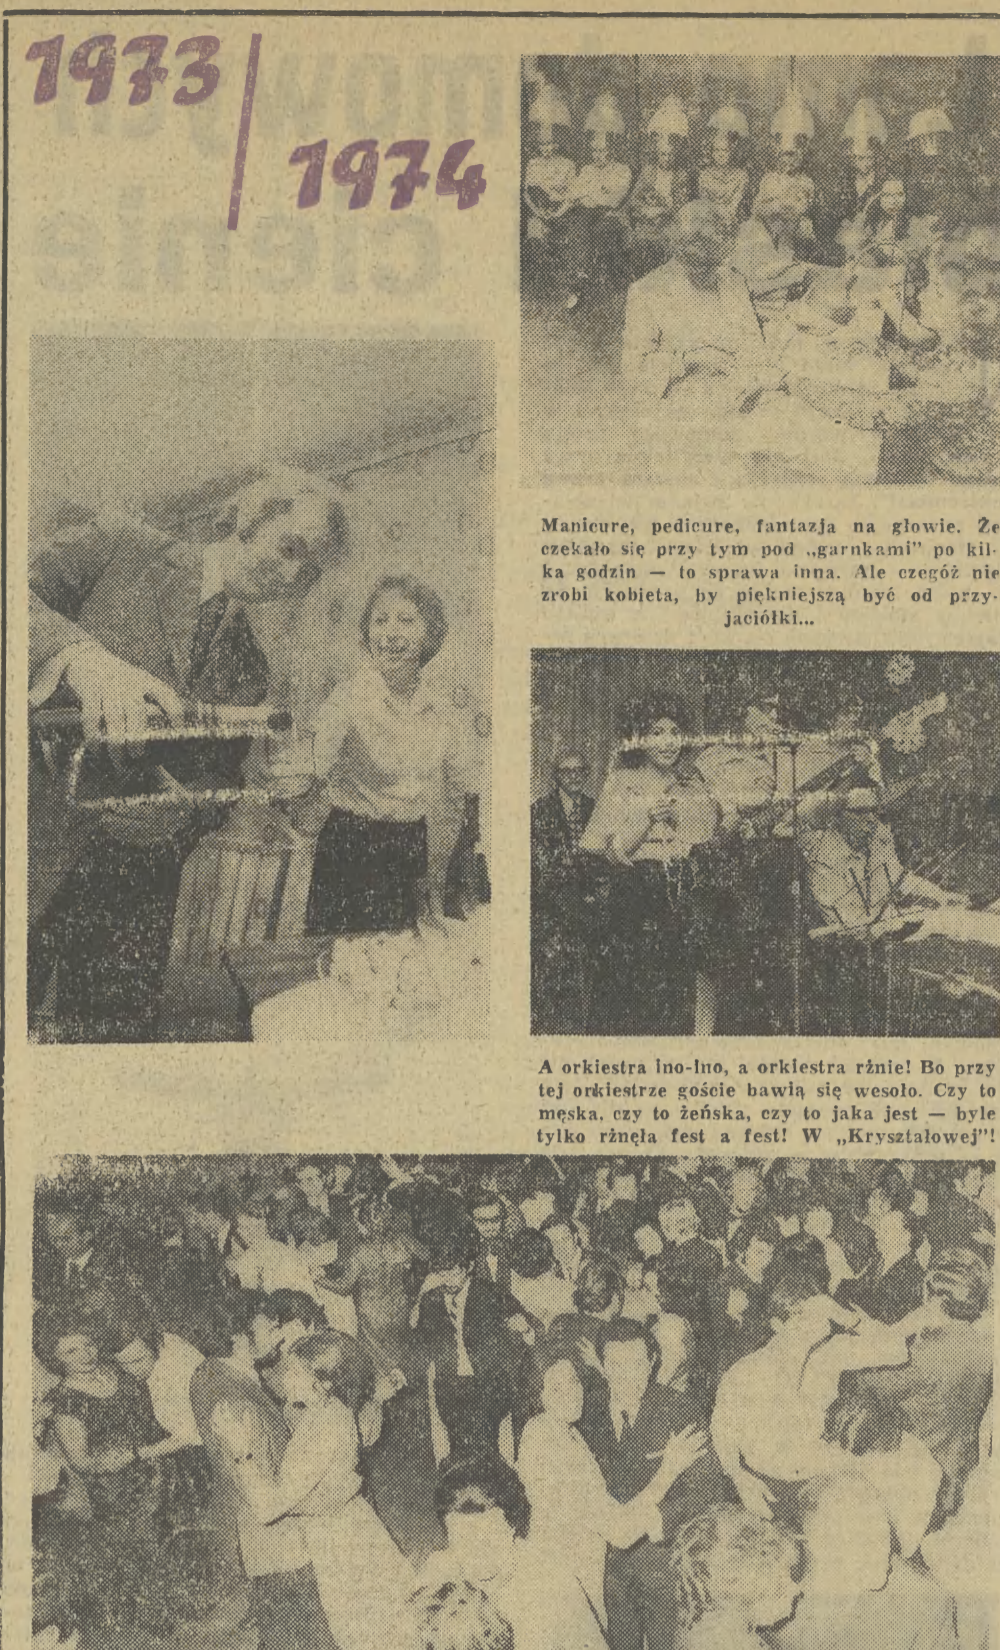 1973
1974
Manicure, pedicure, fantazja na głowie. Że
czekało się przy tym pod „garnkami” po kil-
ka godzin — to sprawa inna. Ale czegóż nie
zrobi kobieta, by piękniejszą być od przy-
jaciółki...
A orkiestra ino-ino, a orkiestra rżnie! Bo przy
tej orkiestrze goście bawią się wesoło. Czy to
męska, czy to żeńska, czy to jaka jest — byle
tylko rżnęła fest a fest! W „Kryształowej”!